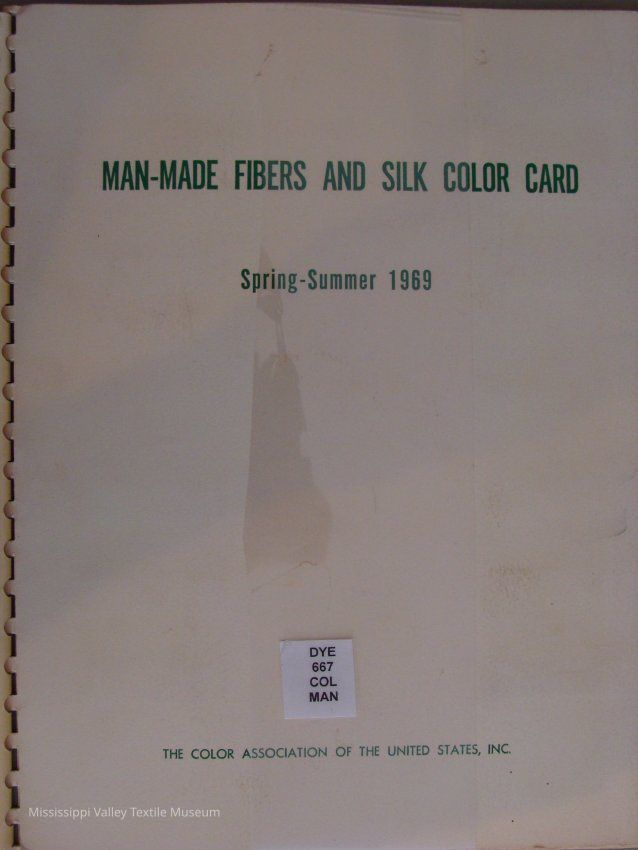 MAN-MADE FIBERS AND SILK COLOR CARD
Spring-Summer 1969
DYE
667
COL
MAN
THE COLOR ASSOCIATION OF THE UNITED STATES, INC.
Mississippi Valley Textile Museum